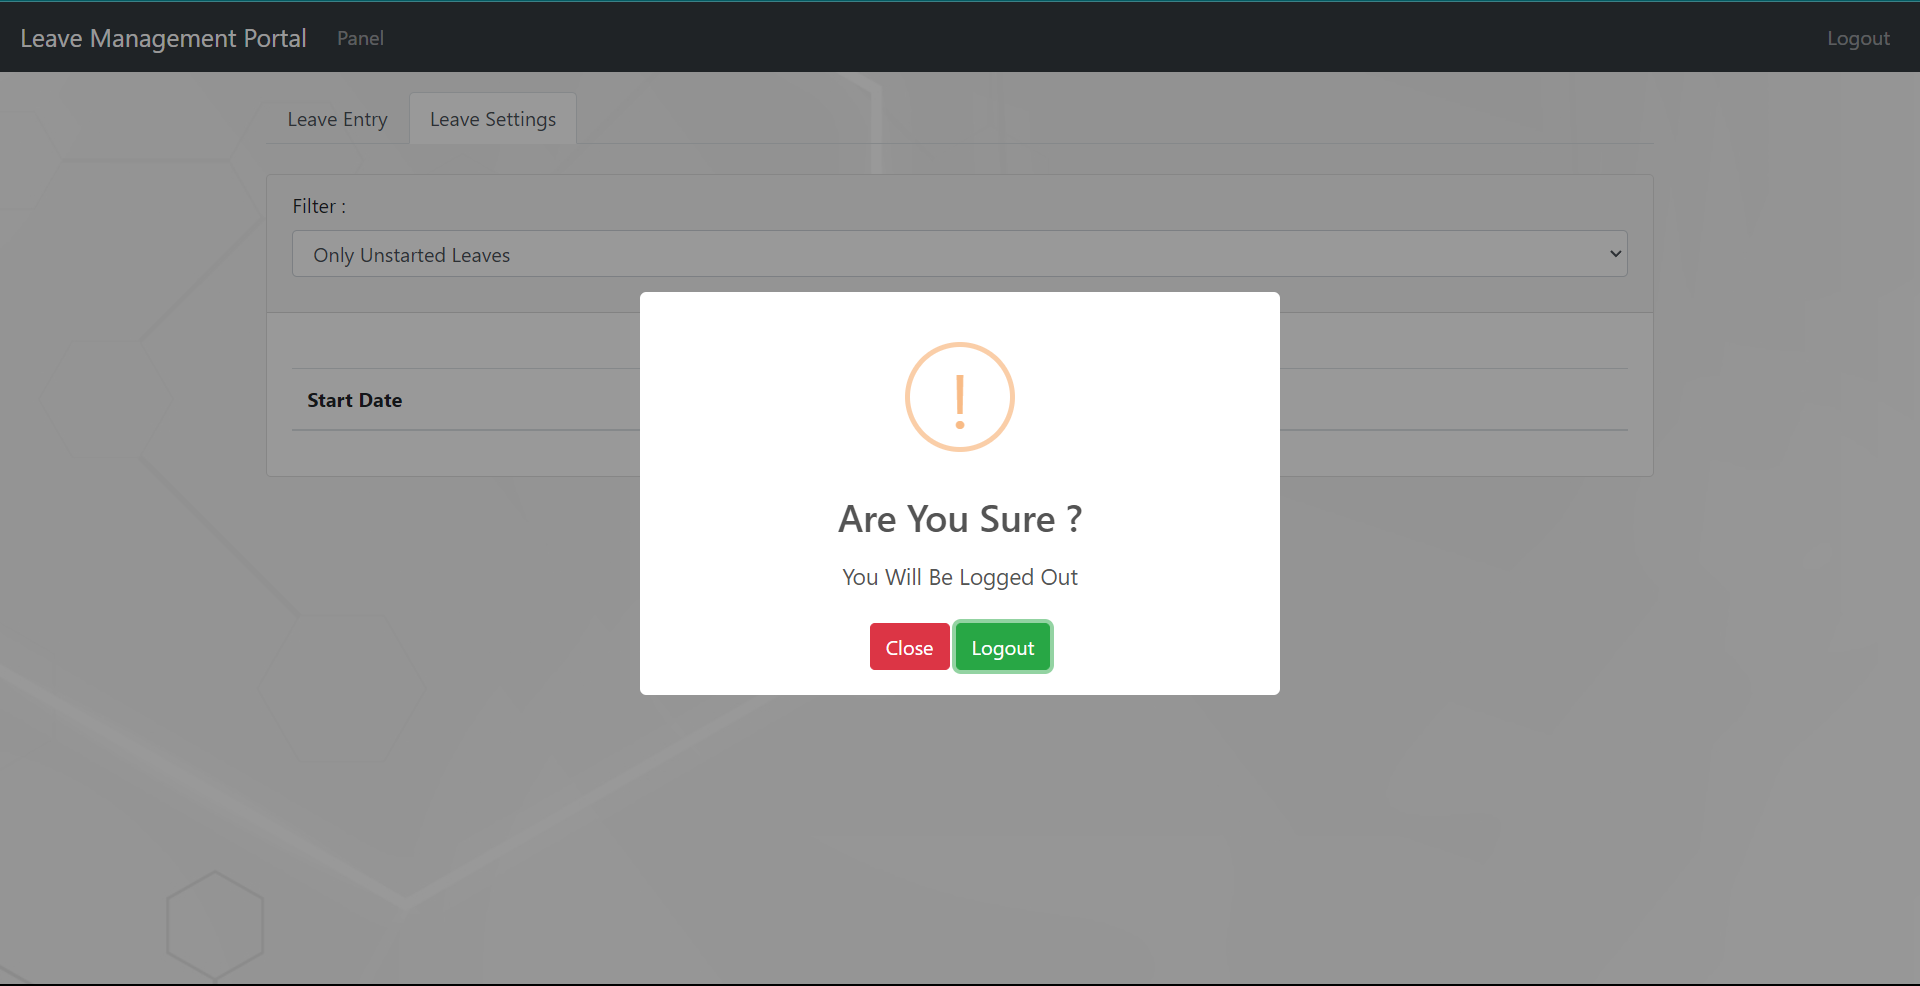 Leave Management Portal Panel Logout
Leave Entry Leave Settings
Filter :
Only Unstarted Leaves
Start Date
!
Are You Sure ?
You Will Be Logged Out
Close Logout